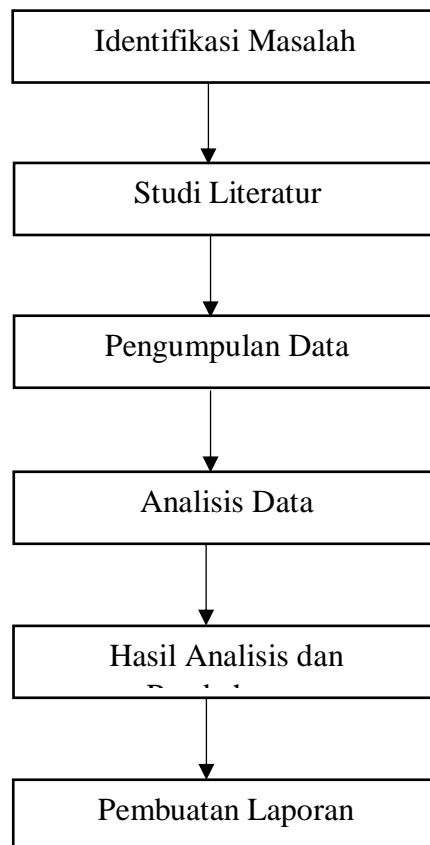 Identifikasi Masalah
Studi Literatur
Pengumpulan Data
Analisis Data
Hasil Analisis dan
Pembuatan Laporan